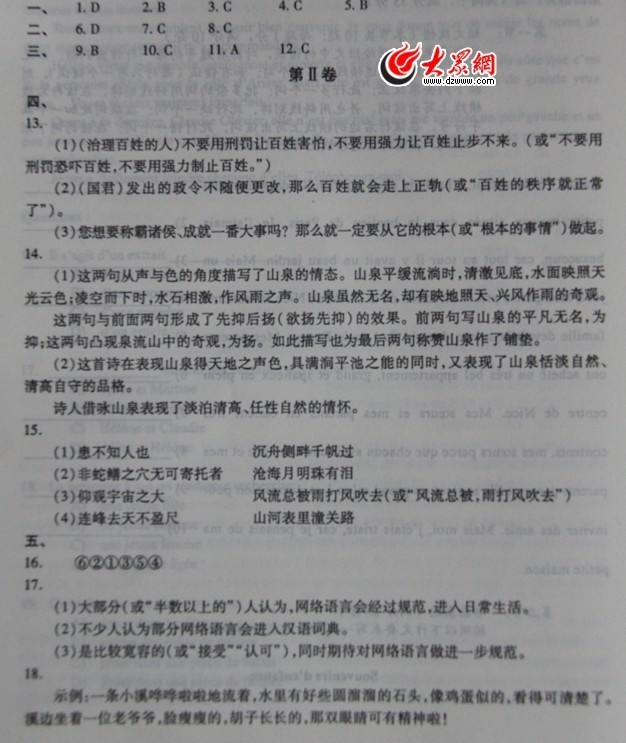 一、 1. D 2. B 3. C 4. C 5. B
二、 6. D 7. C 8. C
三、 9. B 10. C 11. A 12. C
大眾網
www.dzwww.com
第Ⅱ卷
四、
13.
(1)(治理百姓的人)不要用刑罚让百姓害怕,不要用强力让百姓止步不来。(或“不要用
刑罚恐吓百姓,不要用强力制止百姓。”)
(2)(国君)发出的政令不随便更改,那么百姓就会走上正轨(或“百姓的秩序就正常
了”)。
(3)您想要称霸诸侯、成就一番大事吗?那么就一定要从它的根本(或“根本的事情”)做起。
14.
(1)这两句从声与色的角度描写了山泉的情态。山泉平缓流淌时,清澈见底,水面映照天
光云色;凌空而下时,水石相激,作风雨之声。山泉虽然无名,却有映地照天、兴风作雨的奇观。
这两句与前面两句形成了先抑后扬(欲扬先抑)的效果。前两句写山泉的平凡无名,为
抑;这两句凸现泉流山中的奇观,为扬。如此描写也为最后两句称赞山泉作了铺垫。
(2)这首诗在表现山泉得天地之声色,具满涧平池之能的同时,又表现了山泉恬淡自然、
清高自守的品格。
诗人借咏山泉表现了淡泊清高、任性自然的情怀。
15.
(1)患不知人也 沉舟侧畔千帆过
(2)非蛇鳝之穴无可寄托者 沧海月明珠有泪
(3)仰观宇宙之大 风流总被雨打风吹去(或“风流总被,雨打风吹去”)
(4)连峰去天不盈尺 山河表里潼关路
五、
16. ⑥②①③⑤④
17.
(1)大部分(或“半数以上的”)人认为,网络语言会经过规范,进入日常生活。
(2)不少人认为部分网络语言会进入汉语词典。
(3)是比较宽容的(或“接受”“认可”),同时期待对网络语言做进一步规范。
18.
示例:一条小溪哗哗啦啦地流着,水里有好些圆溜溜的石头,像鸡蛋似的,看得可清楚了。
溪边坐着一位老爷爷,脸瘦瘦的,胡子长长的,那双眼睛可有精神啦!